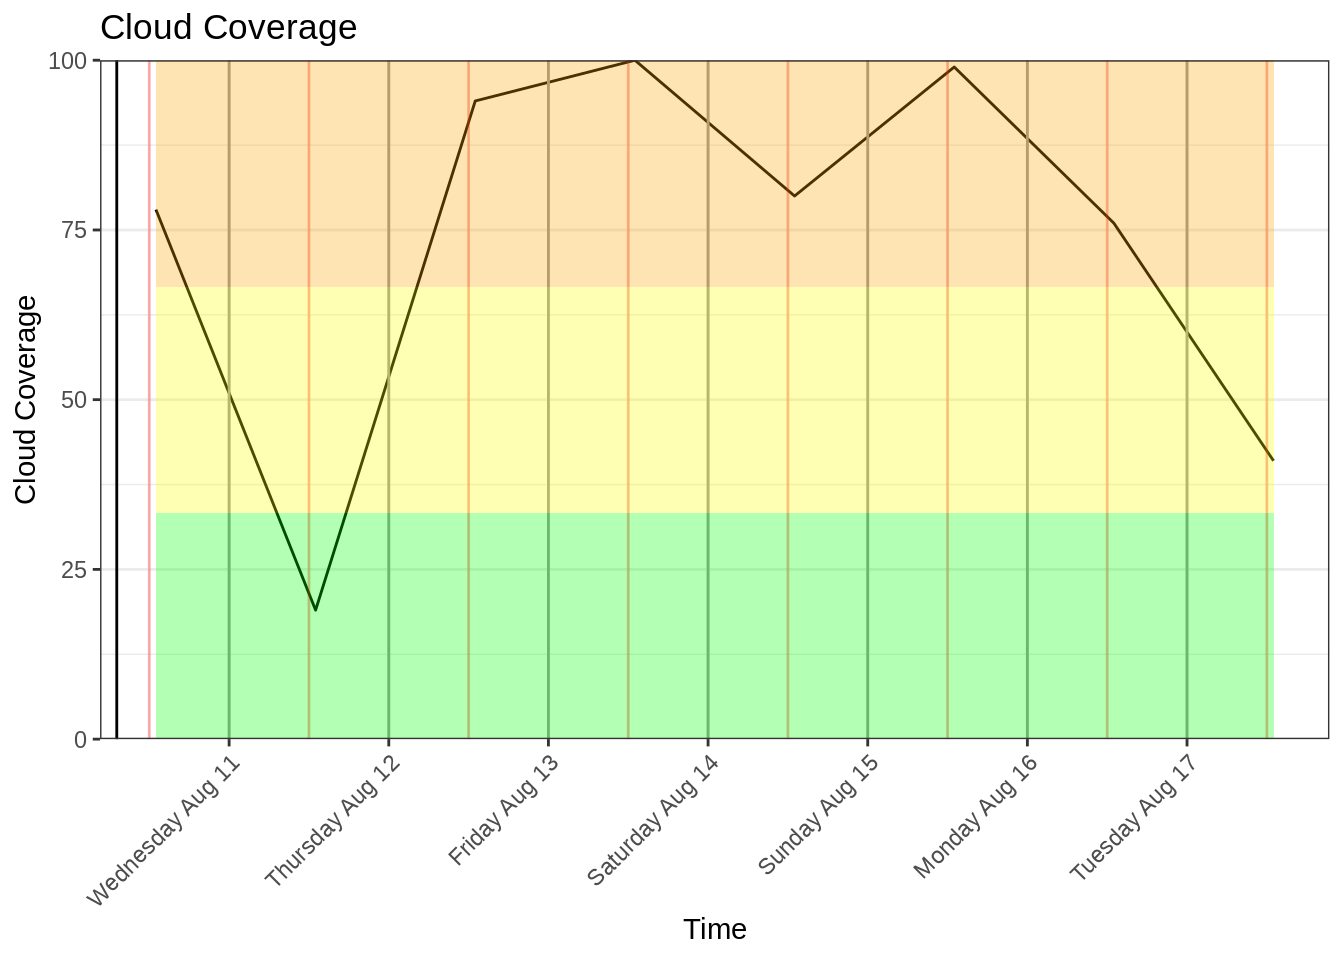 Cloud Coverage
Cloud Coverage
100
75
50
25
0
Wednesday Aug 11
Thursday Aug 12
Friday Aug 13
Saturday Aug 14
Sunday Aug 15
Monday Aug 16
Tuesday Aug 17
Time